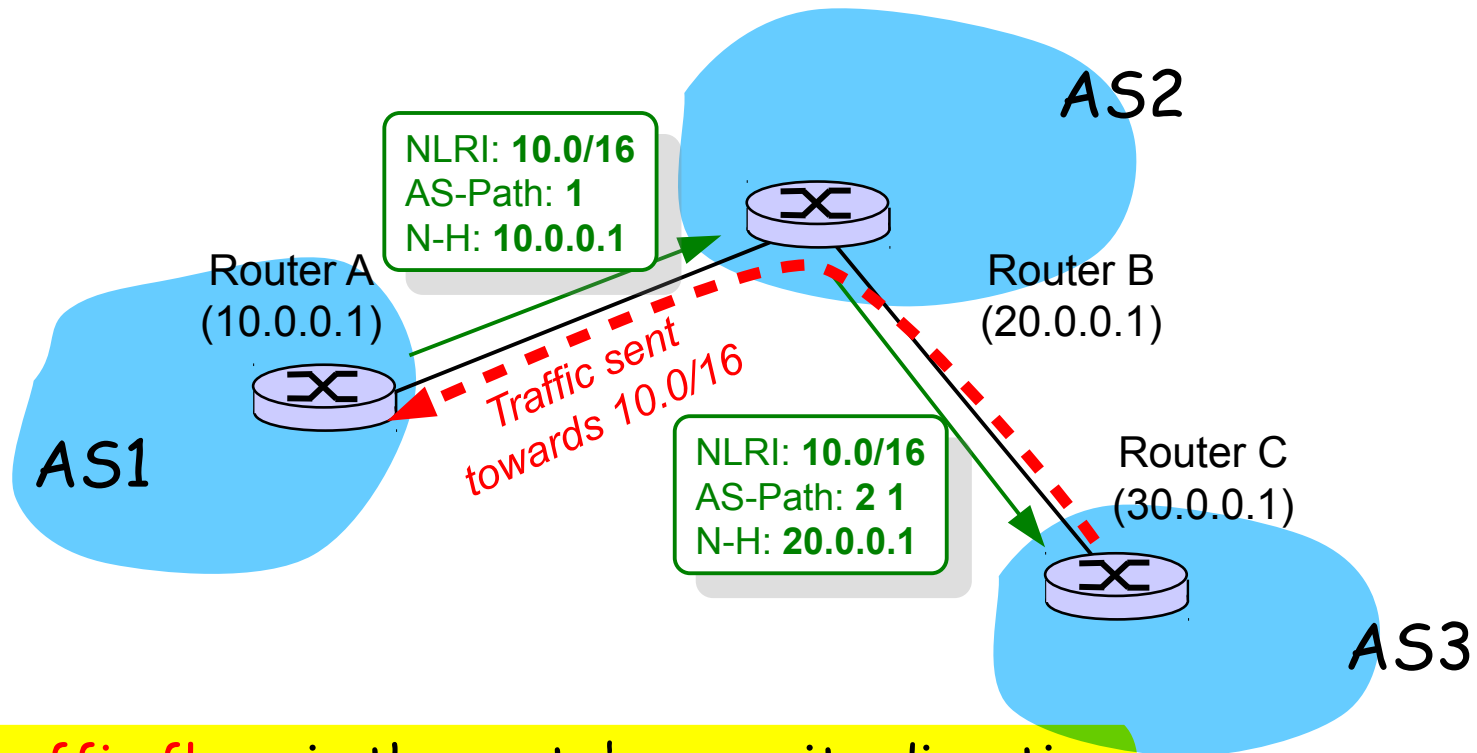 AS2
NLRI: 10.0/16
AS-Path: 1
N-H: 10.0.0.1
Router A
(10.0.0.1)
Router B
(20.0.0.1)
Traffic sent
towards 10.0/16
AS1
NLRI: 10.0/16
AS-Path: 2 1
N-H: 20.0.0.1
Router C
(30.0.0.1)
AS3